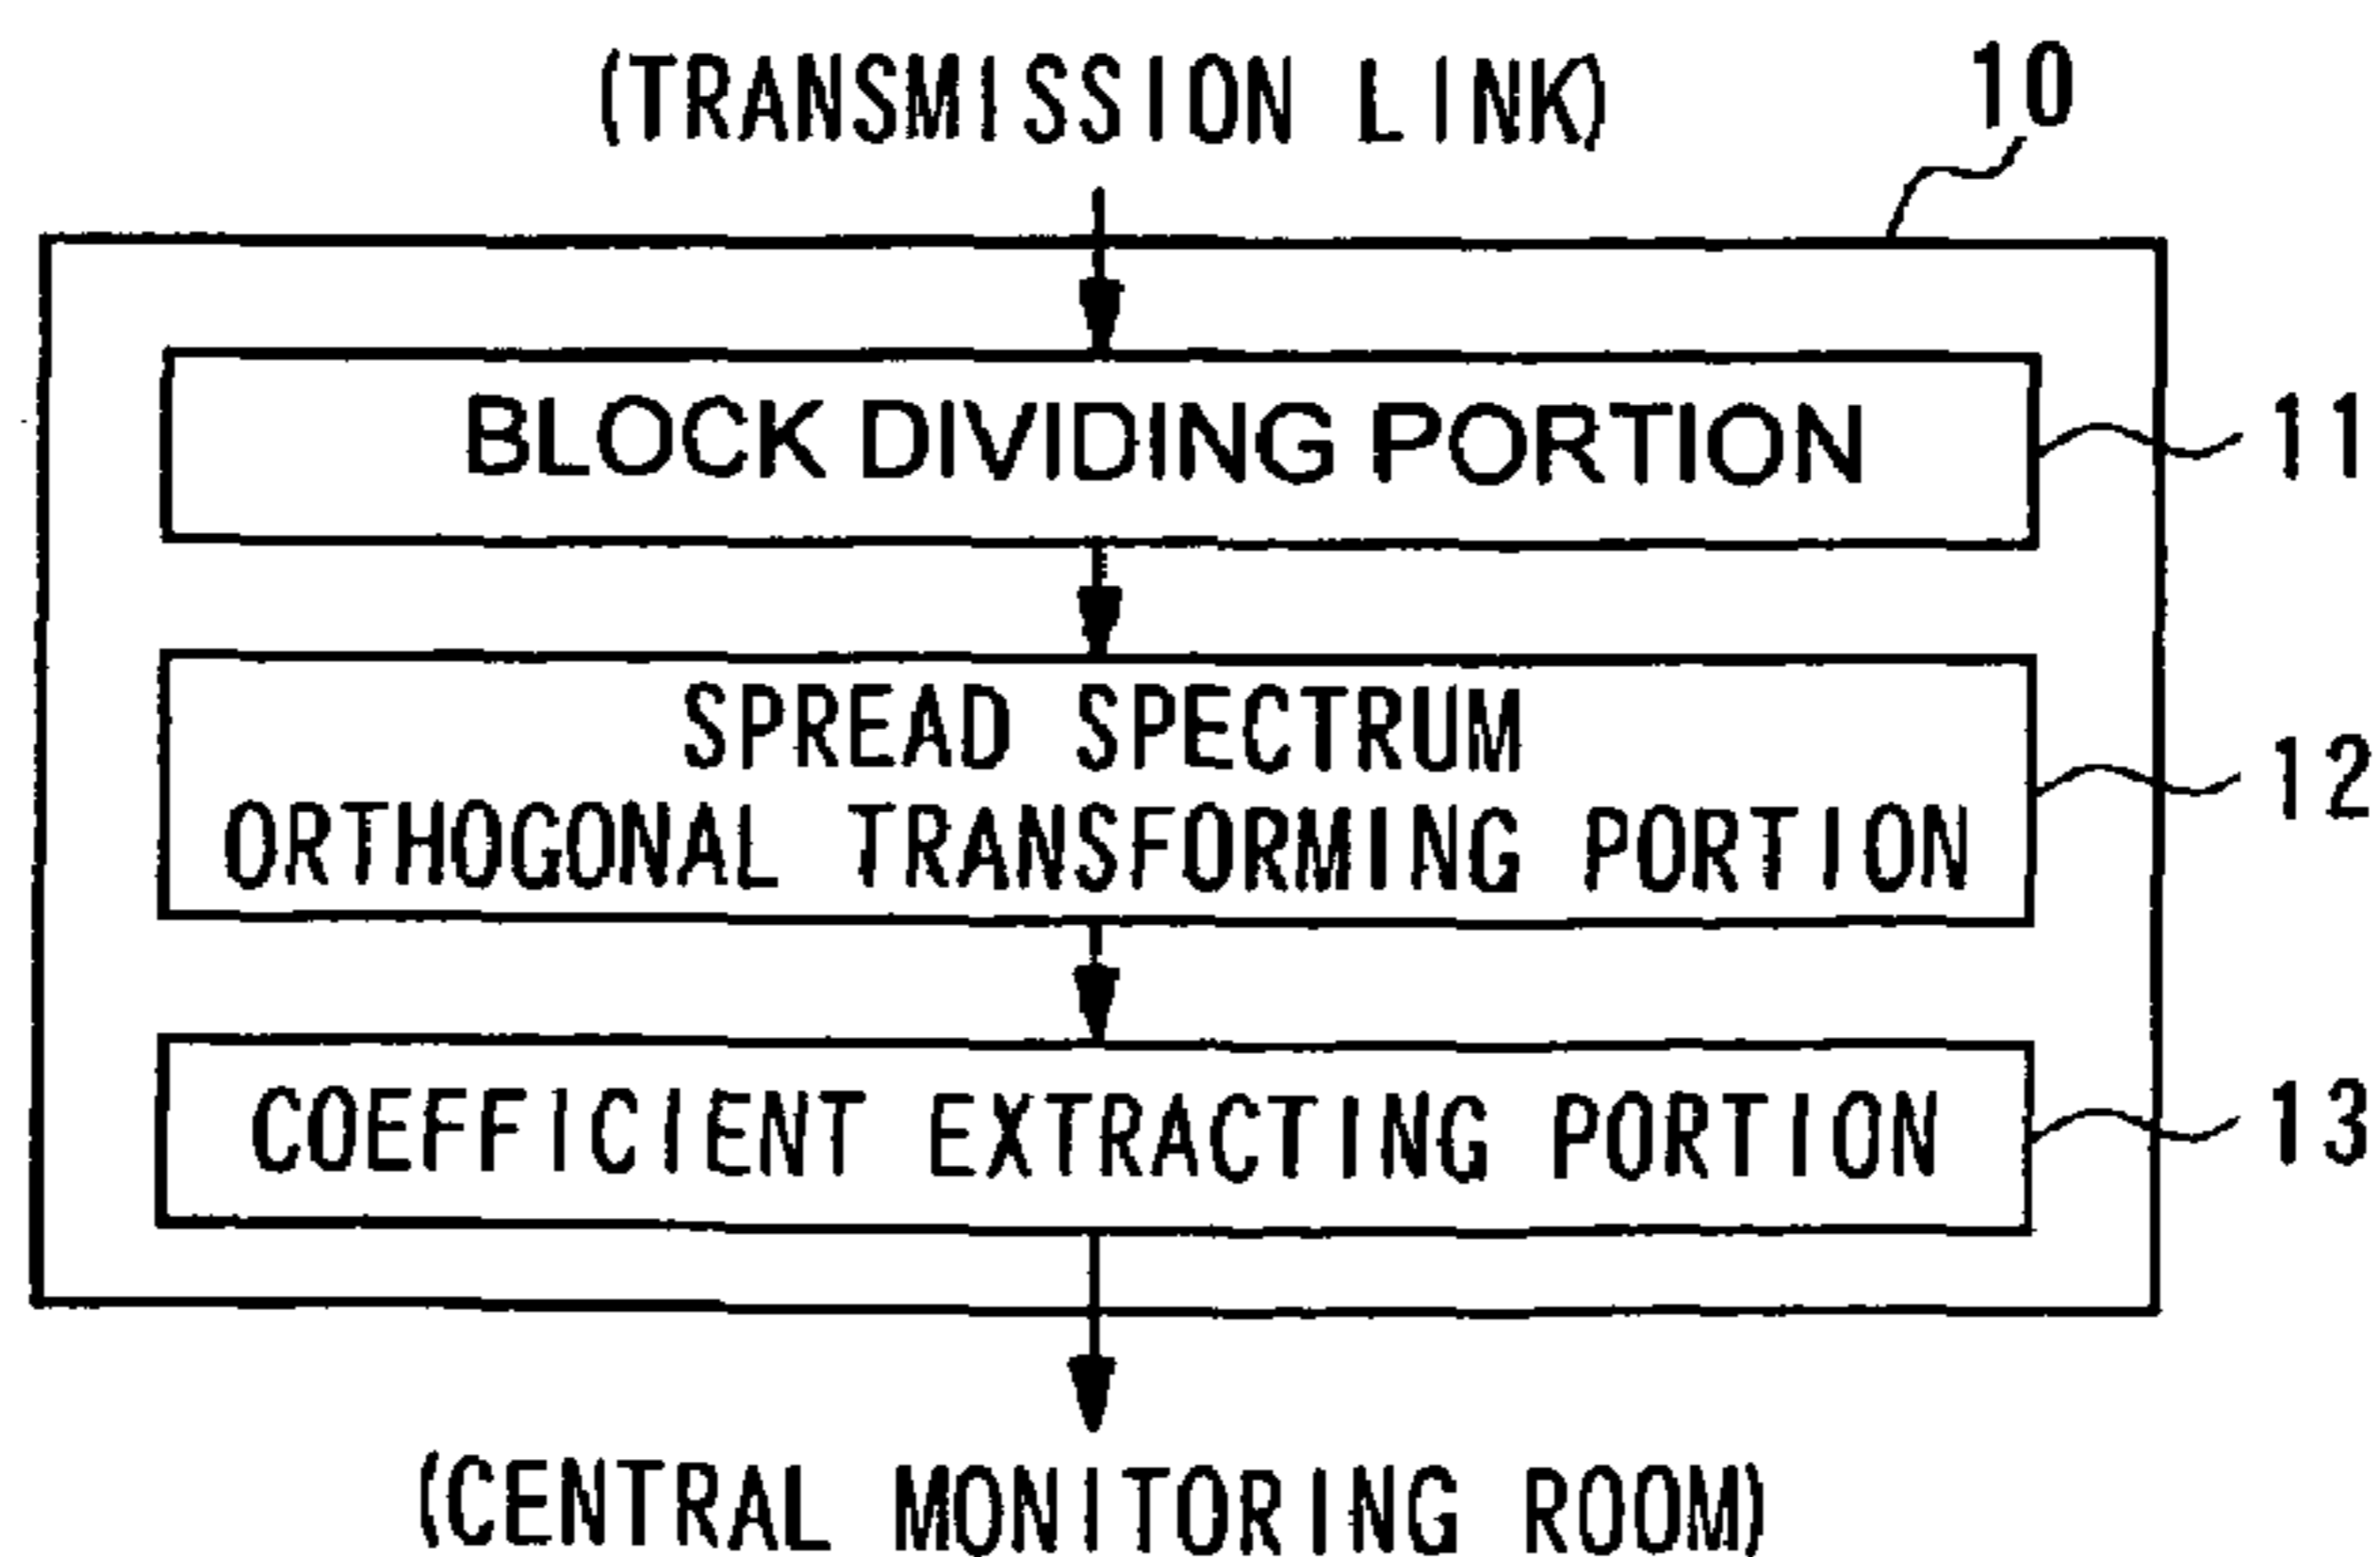 (TRANSMISSION LINK)
10
BLOCK DIVIDING PORTION
11
SPREAD SPECTRUM
ORTHOGONAL TRANSFORMING PORTION
12
COEFFICIENT EXTRACTING PORTION
13
(CENTRAL MONITORING ROOM)